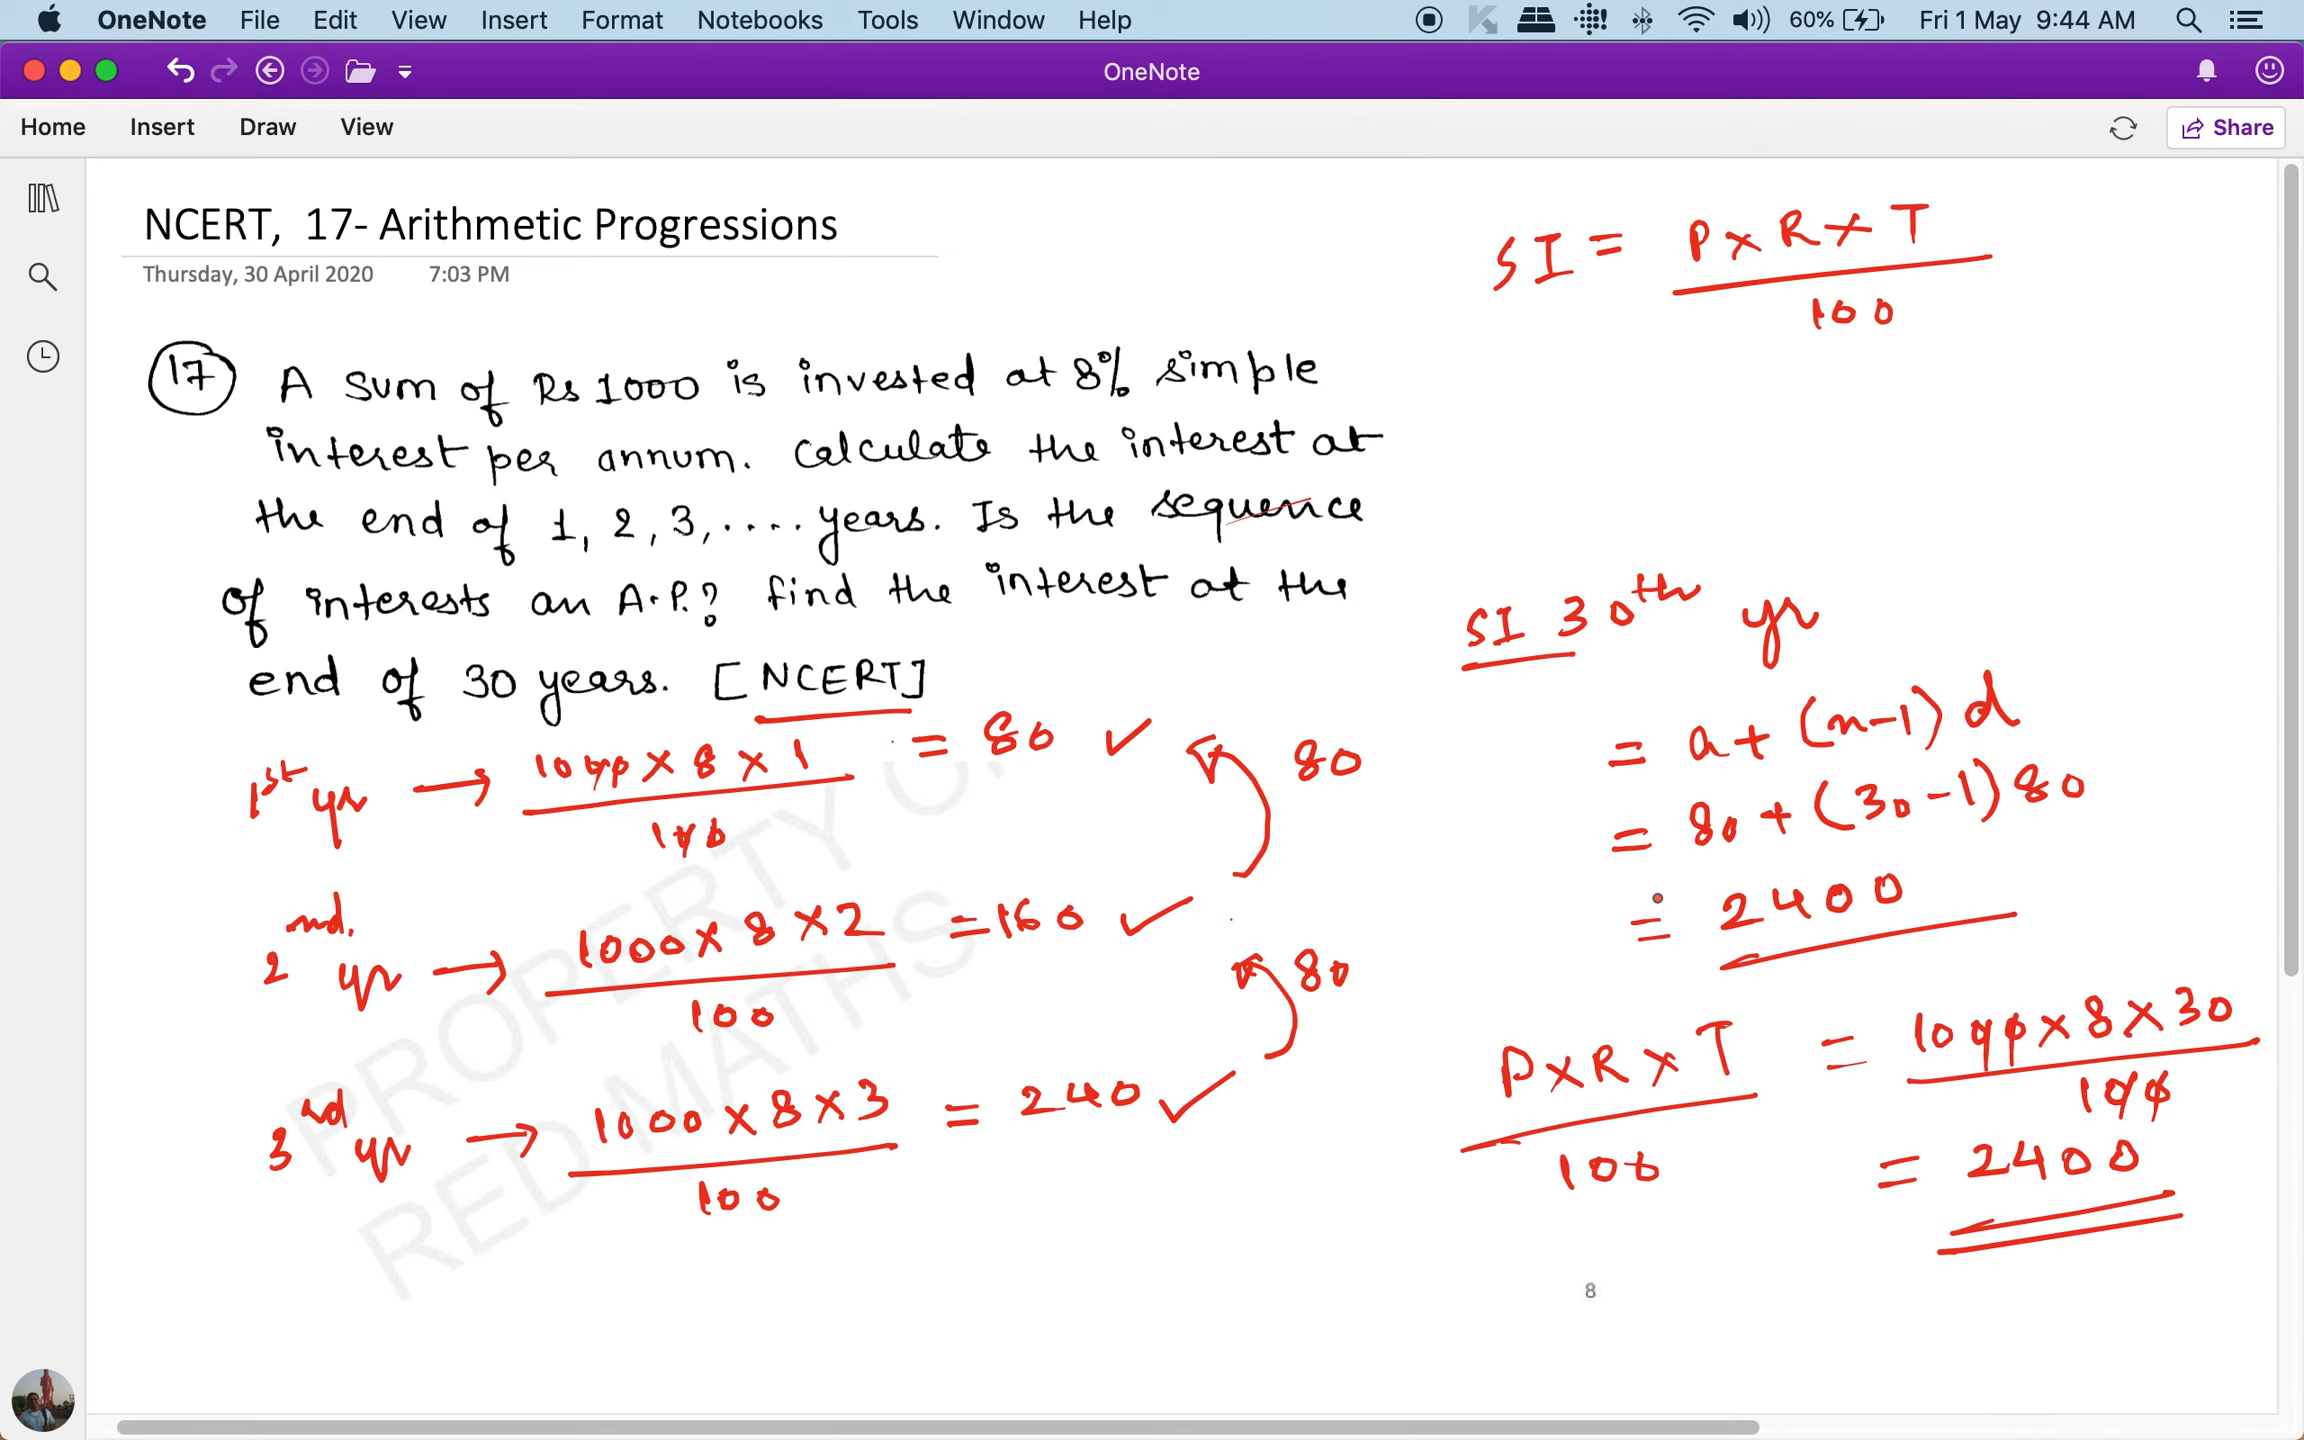 OneNote File Edit View Insert Format Notebooks Tools Window Help 60% Fri 1 May 9:44 AM
OneNote
Home Insert Draw View Share
NCERT, 17- Arithmetic Progressions
Thursday, 30 April 2020 7:03 PM
SI = P × R × T / 100
17 A sum of Rs 1000 is invested at 8% simple
interest per annum. Calculate the interest at
the end of 1, 2, 3, .... years. Is the sequence
of interests an A.P.? find the interest at the
end of 30 years. [NCERT]
1st yr → 1000 × 8 × 1 / 100 = 80 ✓ 80
2nd. yr → 1000 × 8 × 2 / 100 = 160 ✓ 80
3rd yr → 1000 × 8 × 3 / 100 = 240 ✓
SI 30th yr
= a + (n-1) d
= 80 + (30-1) 80
= 2400
P × R × T / 100 = 1000 × 8 × 30 / 100
= 2400
PROPERTY OF
RED MATHS
8